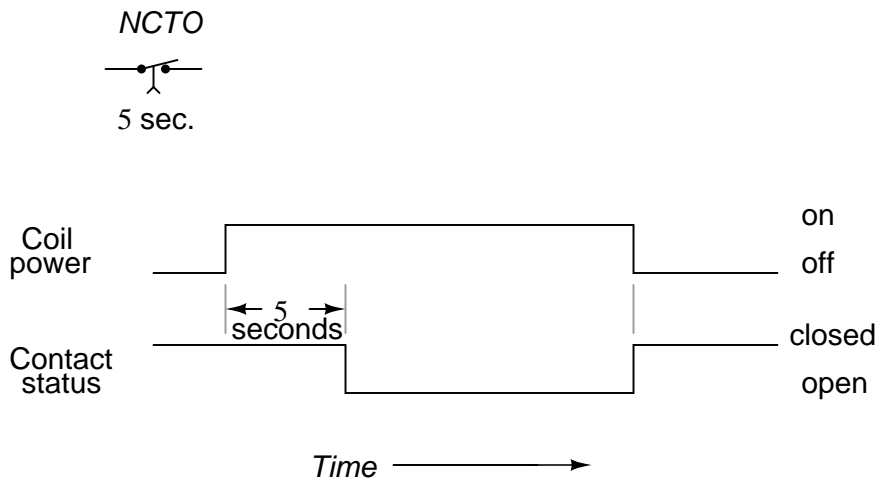 NCTO
5 sec.
Coil
power
on
off
5
seconds
Contact
status
closed
open
Time